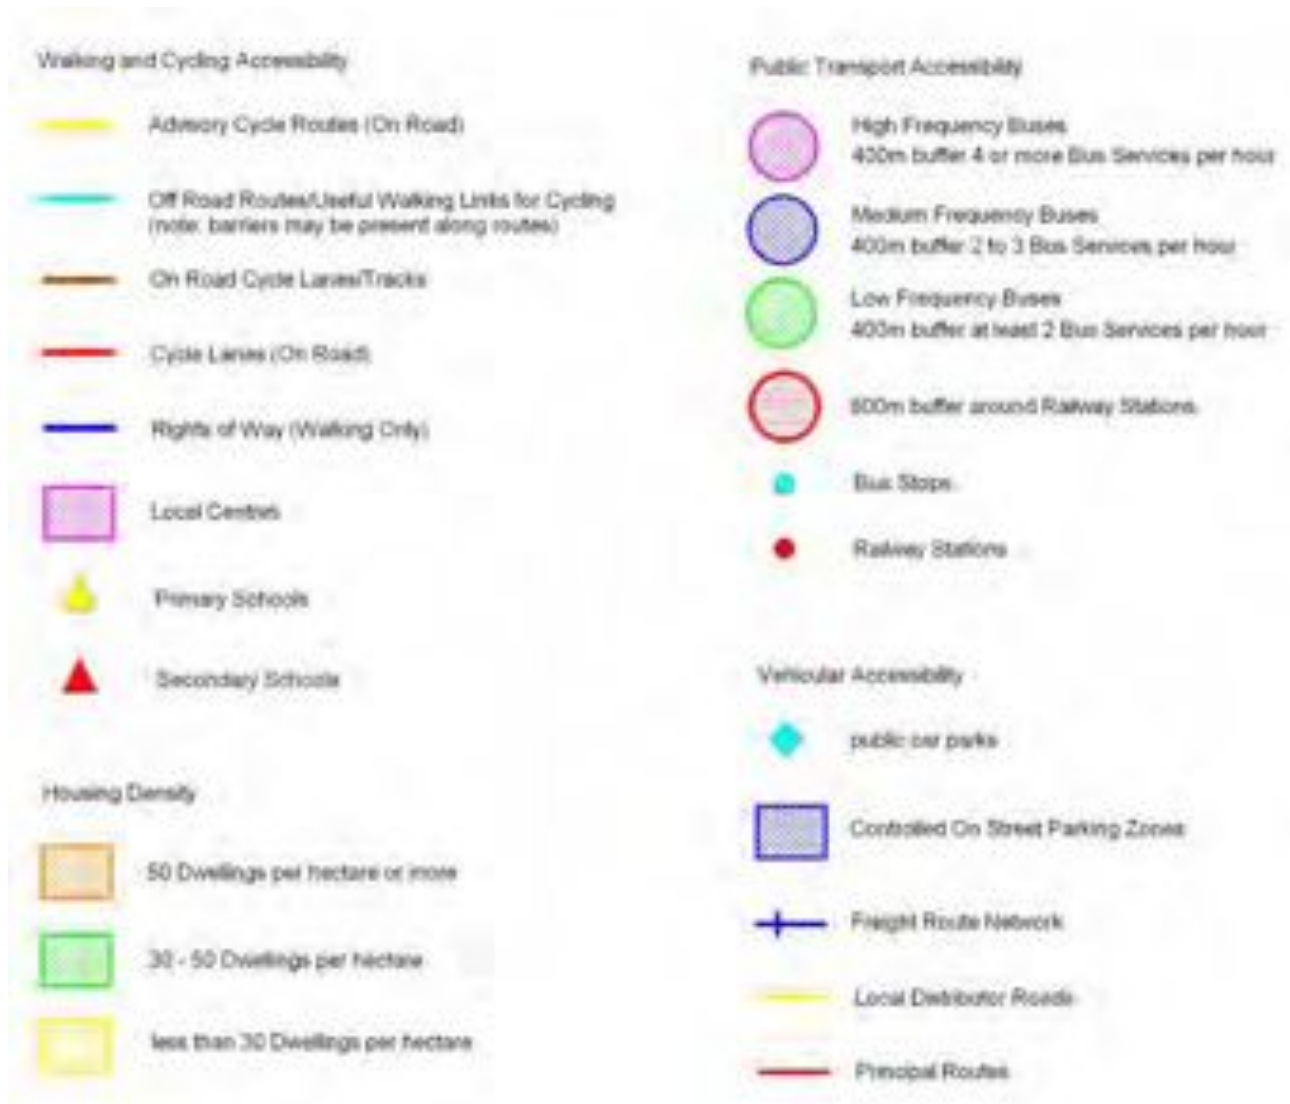 Walking and Cycling Accessibility
Advisory Cycle Routes (On Road)
Off Road Routes/Useful Walking Links for Cycling
(note: barriers may be present along routes)
On Road Cycle Lanes/Tracks
Cycle Lanes (On Road)
Rights of Way (Walking Only)
Local Centres
Primary Schools
Secondary Schools
Housing Density
50 Dwellings per hectare or more
30 - 50 Dwellings per hectare
less than 30 Dwellings per hectare
Public Transport Accessibility
High Frequency Buses
400m buffer 4 or more Bus Services per hour
Medium Frequency Buses
400m buffer 2 to 3 Bus Services per hour
Low Frequency Buses
400m buffer at least 2 Bus Services per hour
buffer around Railway Stations
Bus Stops
Railway Stations
Vehicular Accessibility
public car parks
Controlled On Street Parking Zones
Freight Route Network
Local Distributor Roads
Principal Routes